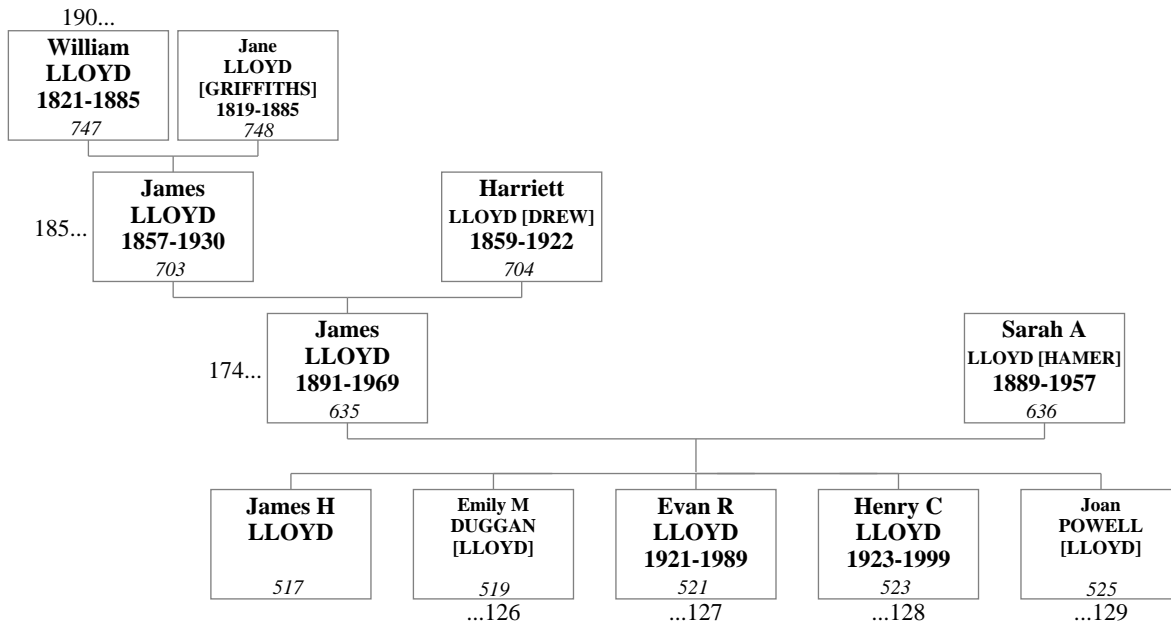 190...
William
LLOYD
1821-1885
747
Jane
LLOYD
[GRIFFITHS]
1819-1885
748
185...
James
LLOYD
1857-1930
703
Harriett
LLOYD [DREW]
1859-1922
704
174...
James
LLOYD
1891-1969
635
Sarah A
LLOYD [HAMER]
1889-1957
636
James H
LLOYD
517
Emily M
DUGGAN
[LLOYD]
519
...126
Evan R
LLOYD
1921-1989
521
...127
Henry C
LLOYD
1923-1999
523
...128
Joan
POWELL
[LLOYD]
525
...129